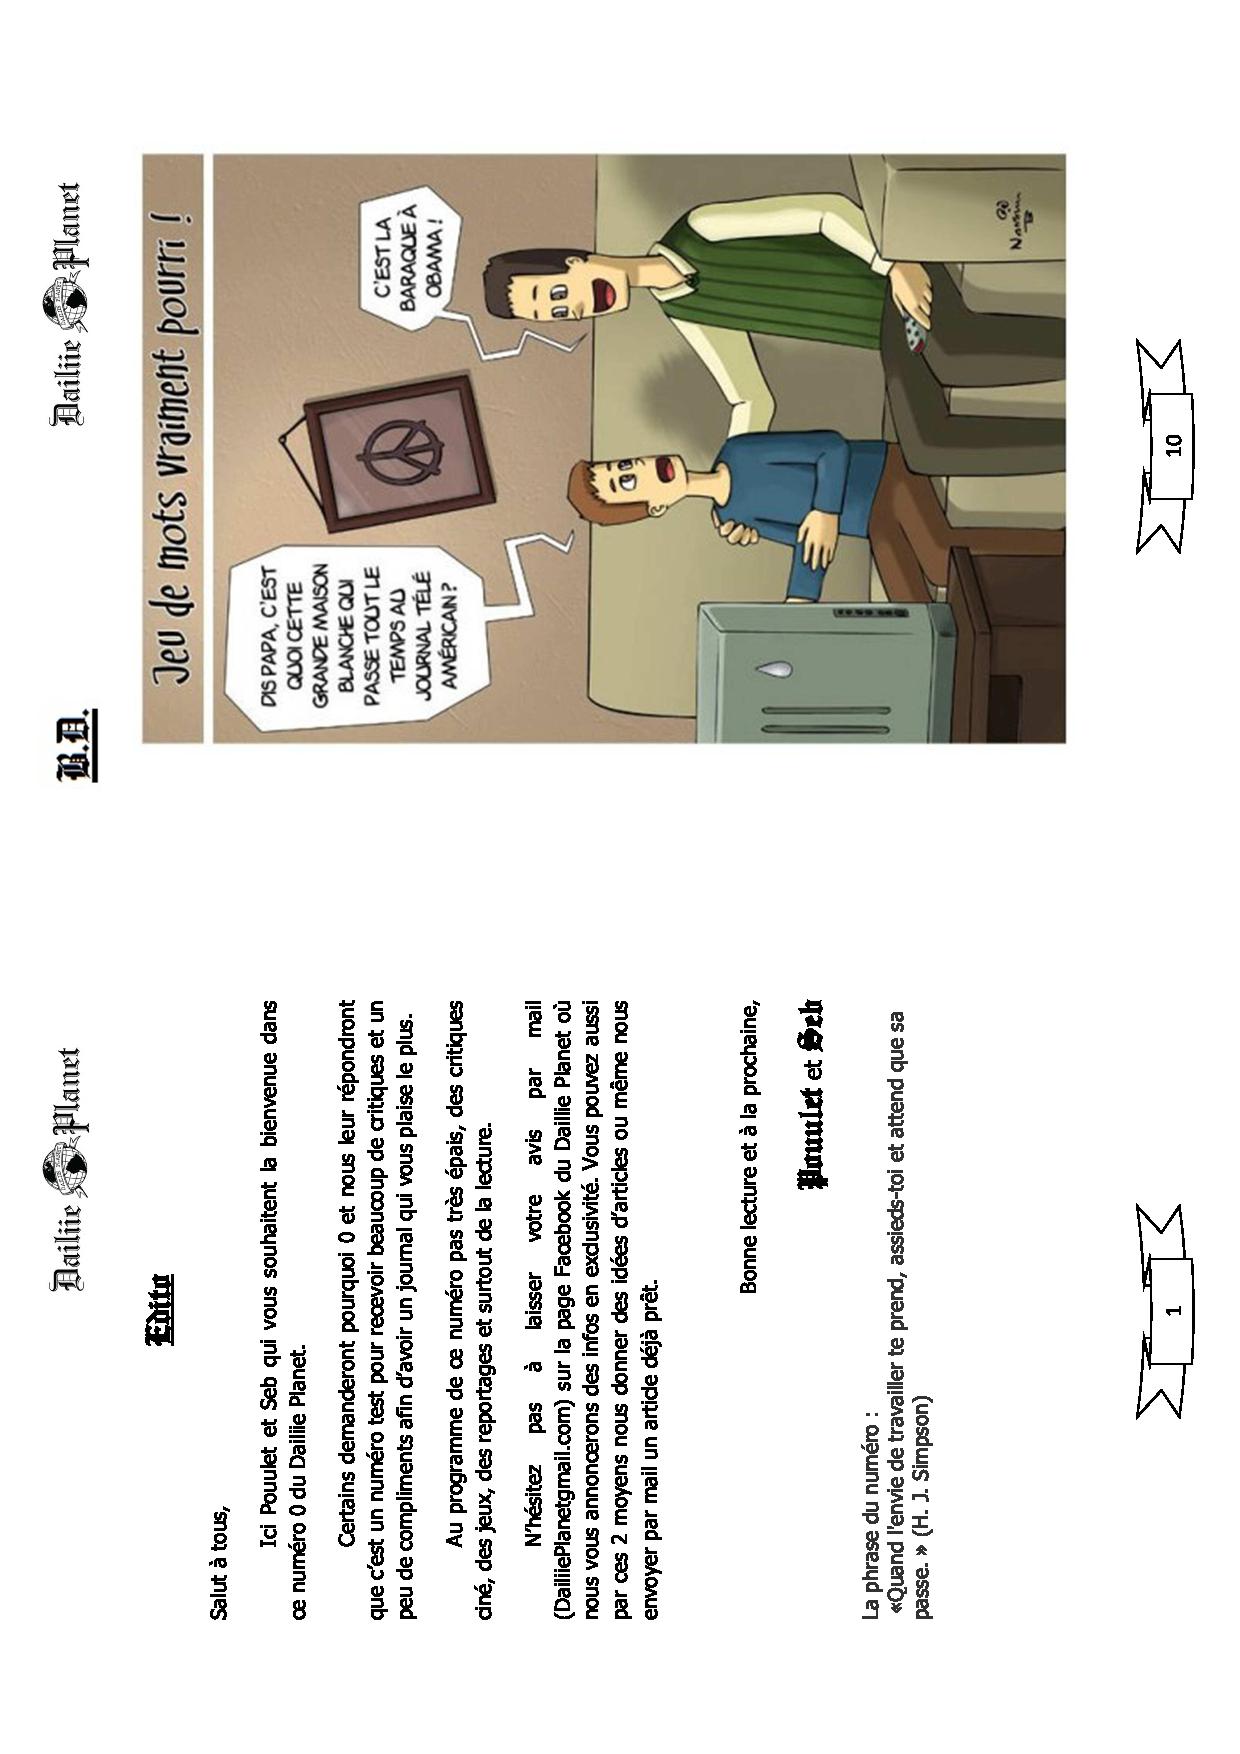 Dailiie Planet
Edito
Salut à tous,
Ici Pouulet et Seb qui vous souhaitent la bienvenue dans
ce numéro 0 du Dailiie Planet.
Certains demanderont pourquoi 0 et nous leur répondront
que c’est un numéro test pour recevoir beaucoup de critiques et un
peu de compliments afin d’avoir un journal qui vous plaise le plus.
Au programme de ce numéro pas très épais, des critiques
ciné, des jeux, des reportages et surtout de la lecture.
N’hésitez pas à laisser votre avis par mail
(DailiiePlanetgmail.com) sur la page Facebook du Dailiie Planet où
nous vous annoncerons des infos en exclusivité. Vous pouvez aussi
par ces 2 moyens nous donner des idées d’articles ou même nous
envoyer par mail un article déjà prêt.
Bonne lecture et à la prochaine,
Pouulet et Seb
La phrase du numéro :
«Quand l’envie de travailler te prend, assieds-toi et attend que sa
passe. » (H. J. Simpson)
1
Dailiie Planet
B.D.
Jeu de mots vraiment pourri !
DIS PAPA, C'EST
QUOI CETTE
GRANDE MAISON
BLANCHE QUI
PASSE TOUT LE
TEMPS AU
JOURNAL TÉLÉ
AMÉRICAIN ?
C'EST LA
BARAQUE À
OBAMA !
10